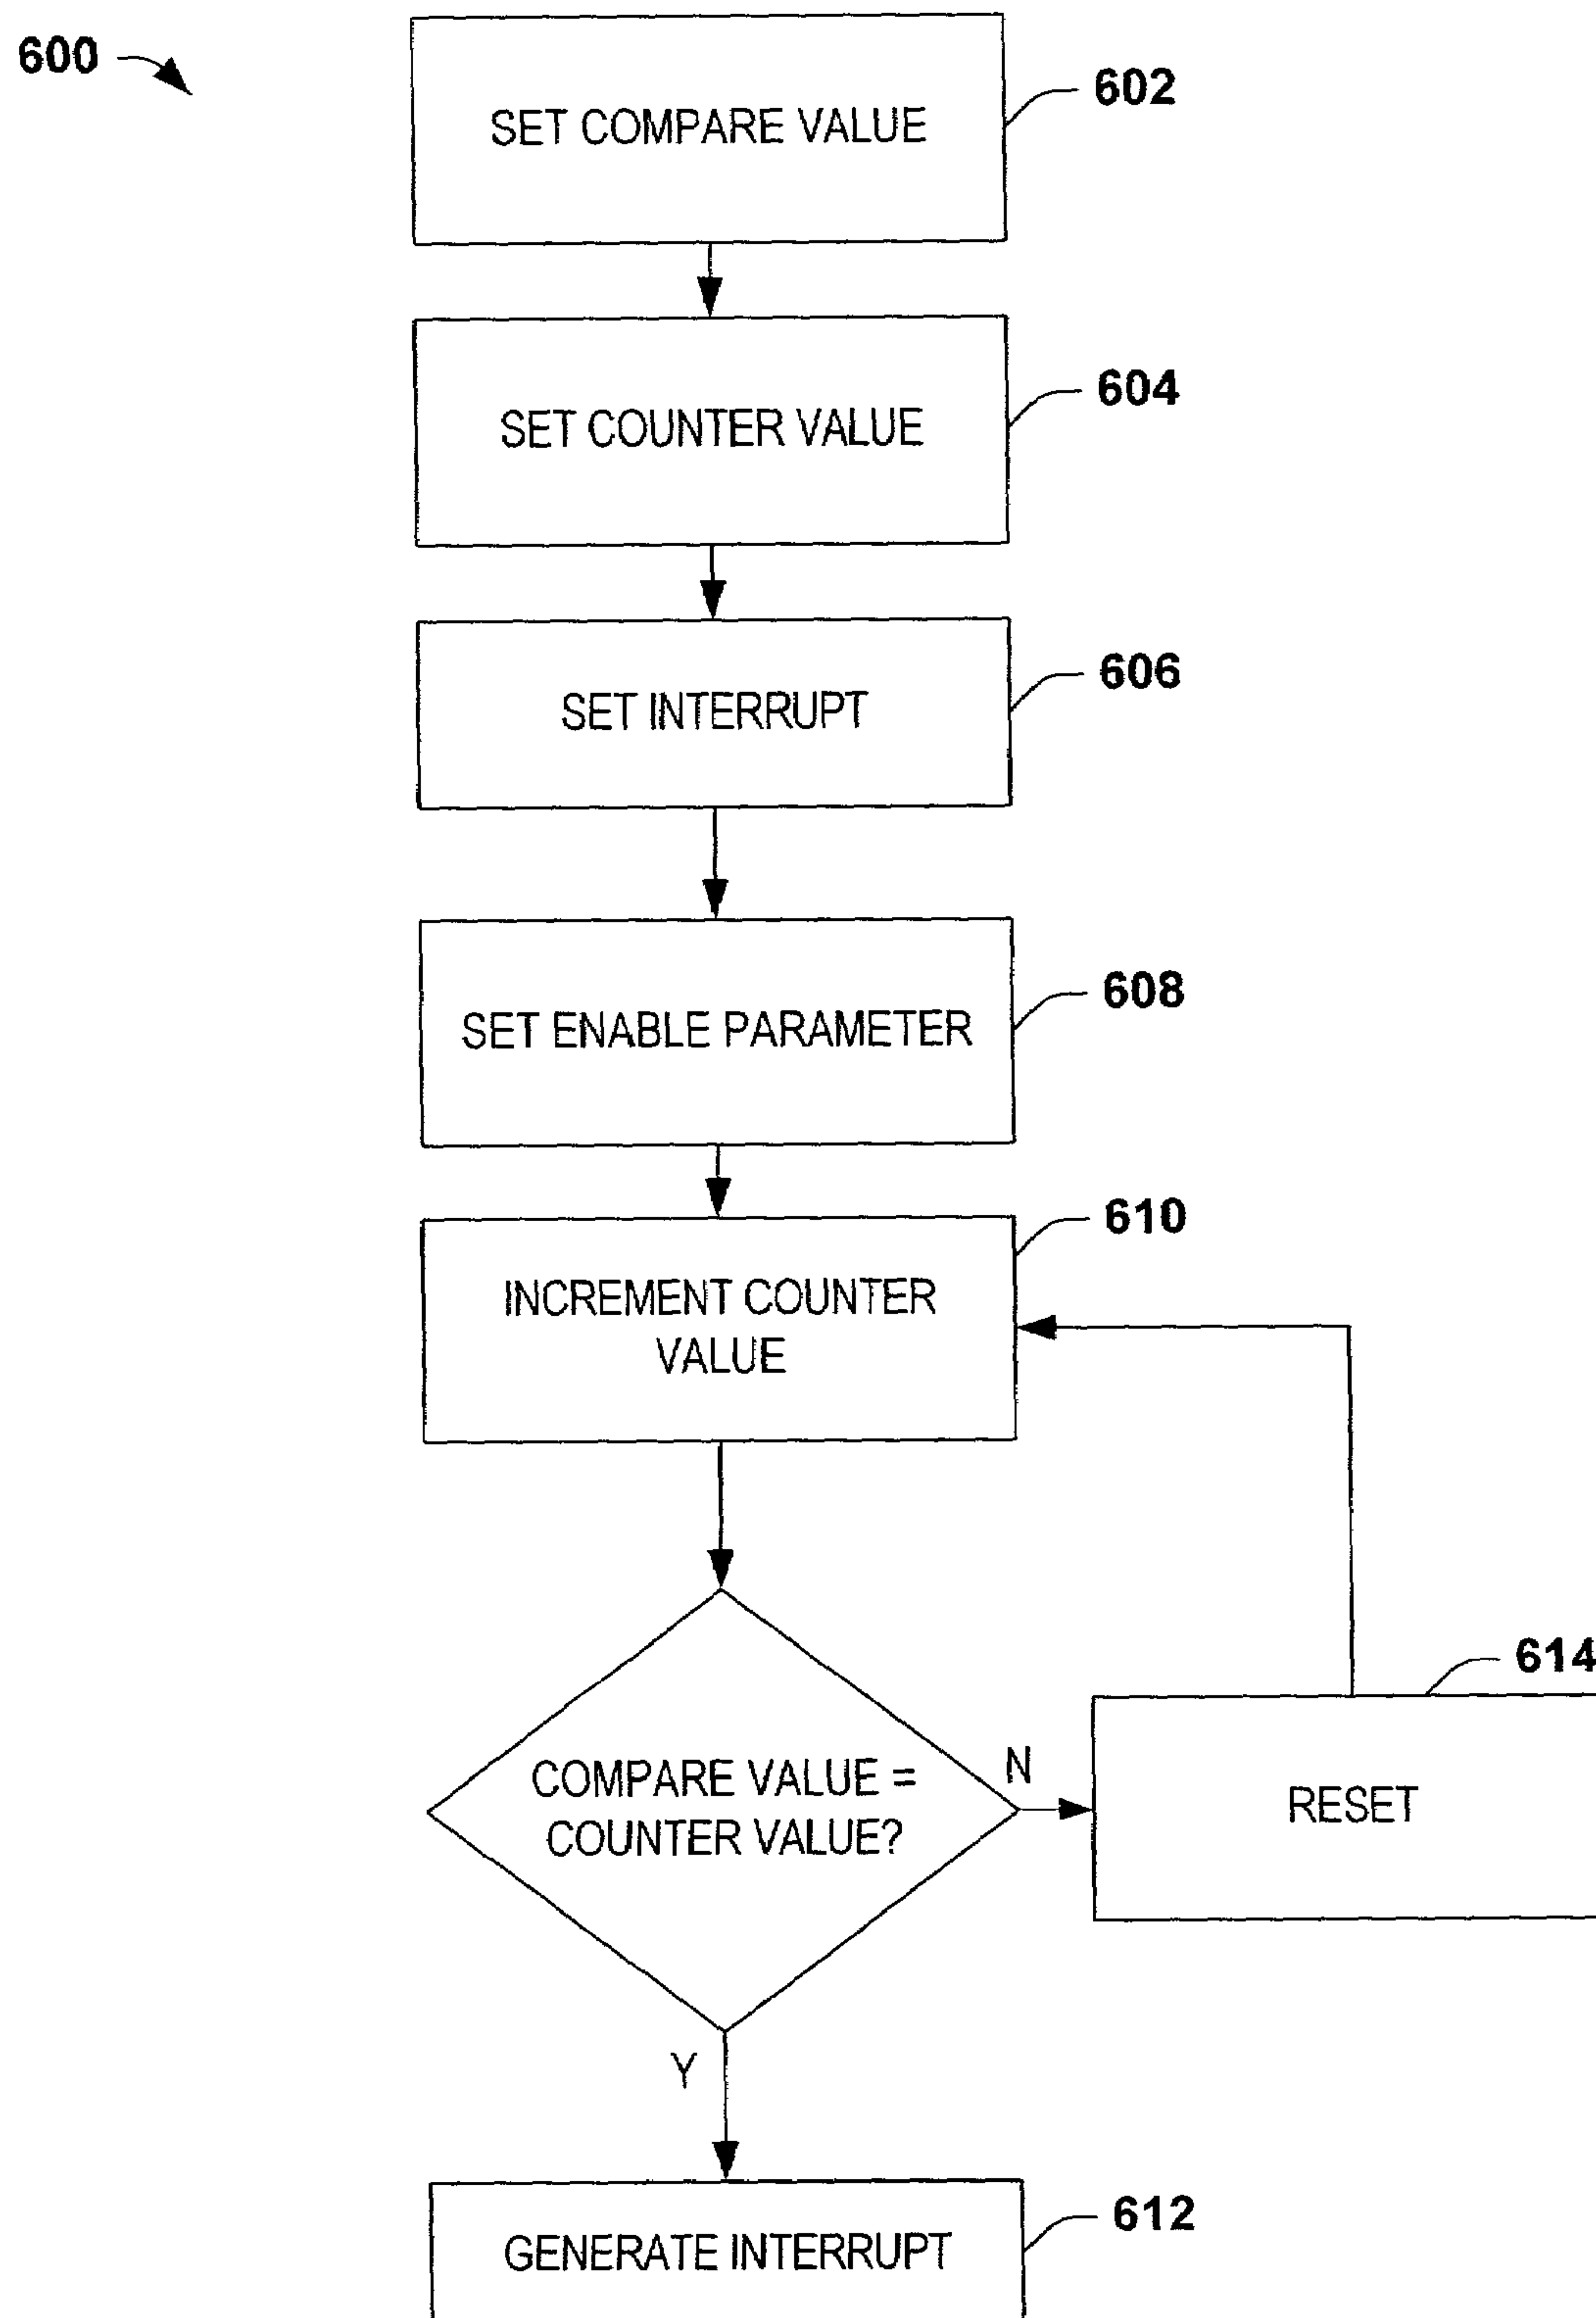 600
SET COMPARE VALUE
602
SET COUNTER VALUE
604
SET INTERRUPT
606
SET ENABLE PARAMETER
608
INCREMENT COUNTER
VALUE
610
COMPARE VALUE =
COUNTER VALUE?
N
RESET
614
Y
GENERATE INTERRUPT
612